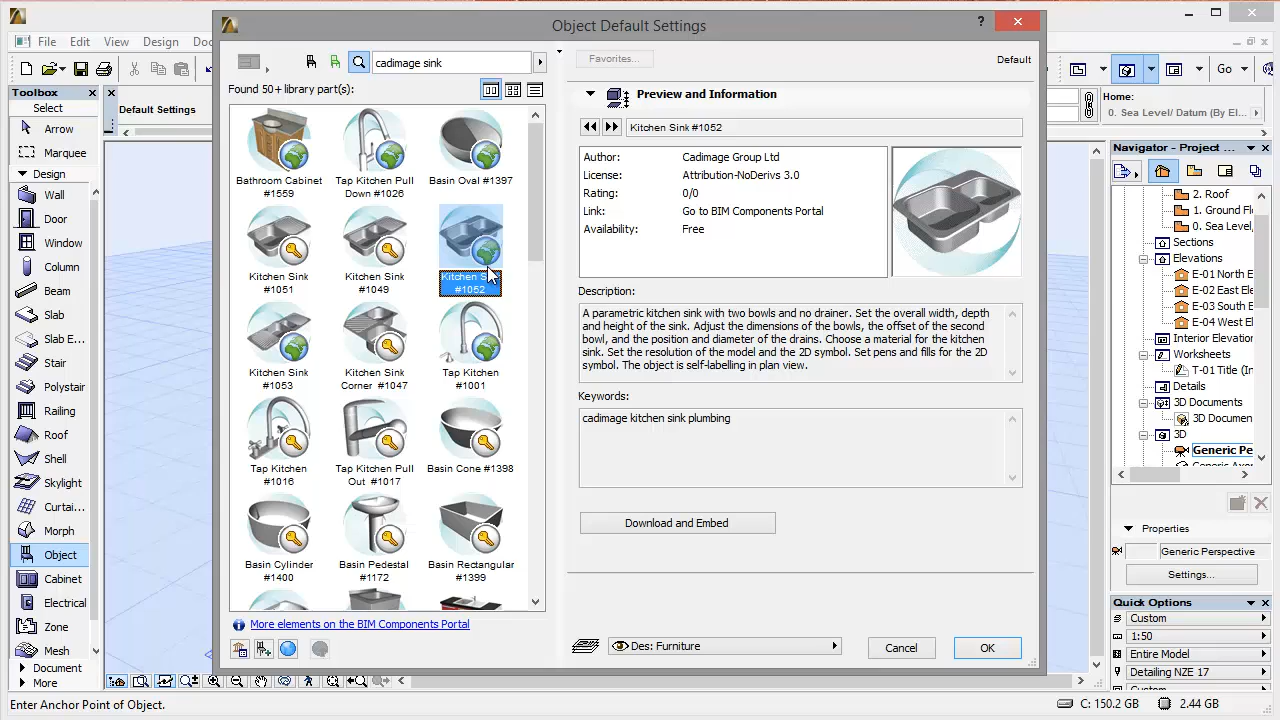 Object Default Settings
?
File Edit View Design Doc
cadimage sink
Favorites...
Default
Go
Toolbox
Select
Arrow
Marquee
Design
Wall
Door
Window
Column
Beam
Slab
Slab E...
Stair
Polystair
Railing
Roof
Shell
Skylight
Curtai...
Morph
Object
Cabinet
Electrical
Zone
Mesh
Document
More
Default Settings
Found 50+ library part(s):
Bathroom Cabinet
#1559
Tap Kitchen Pull
Down #1026
Basin Oval #1397
Kitchen Sink
#1051
Kitchen Sink
#1049
Kitchen Sink
#1052
Kitchen Sink
#1053
Kitchen Sink
Corner #1047
Tap Kitchen
#1001
Tap Kitchen
#1016
Tap Kitchen Pull
Out #1017
Basin Cone #1398
Basin Cylinder
#1400
Basin Pedestal
#1172
Basin Rectangular
#1399
More elements on the BIM Components Portal
Preview and Information
Kitchen Sink #1052
Author: Cadimage Group Ltd
License: Attribution-NoDerivs 3.0
Rating: 0/0
Link: Go to BIM Components Portal
Availability: Free
Description:
A parametric kitchen sink with two bowls and no drainer. Set the overall width, depth
and height of the sink. Adjust the dimensions of the bowls, the offset of the second
bowl, and the position and diameter of the drains. Choose a material for the kitchen
sink. Set the resolution of the model and the 2D symbol. Set pens and fills for the 2D
symbol. The object is self-labelling in plan view.
Keywords:
cadimage kitchen sink plumbing
Download and Embed
Des: Furniture
Cancel
OK
Home:
0. Sea Level/ Datum (By El...
Navigator - Project ...
2. Roof
1. Ground Fl
0. Sea Level,
Sections
Elevations
E-01 North E
E-02 East El
E-03 South E
E-04 West El
Interior Elevation
Worksheets
T-01 Title (In
Details
3D Documents
3D Documen
3D
Generic Pe
Generic Axo
Properties
Generic Perspective
Settings...
Quick Options
Custom
1:50
Entire Model
Detailing NZE 17
Custom
Enter Anchor Point of Object.
C: 150.2 GB
2.44 GB